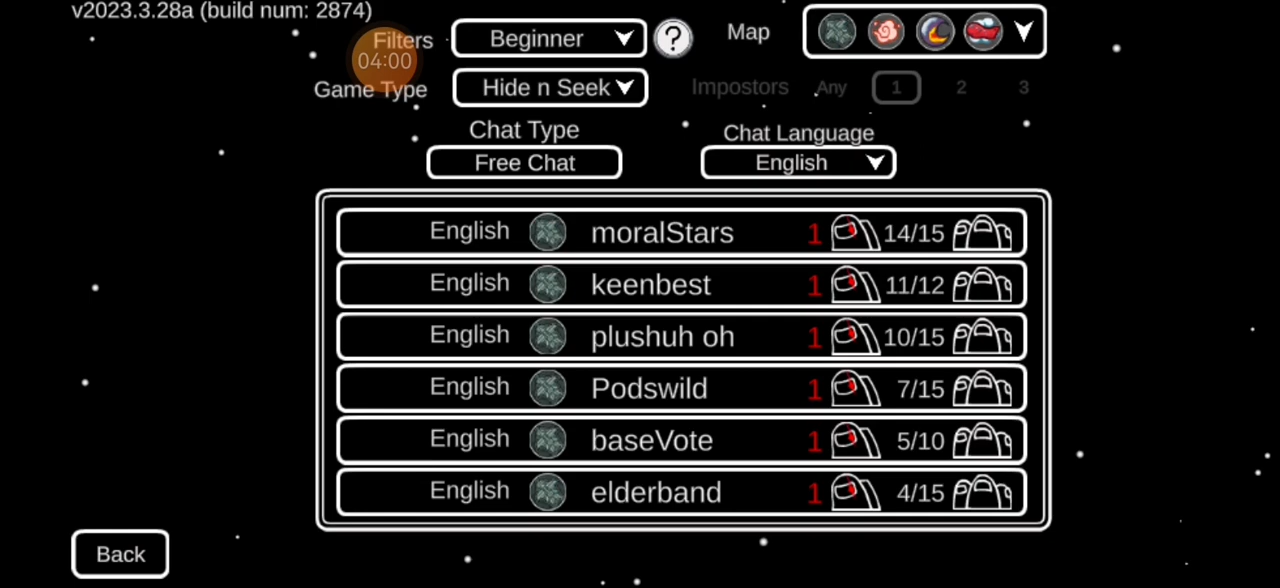 v2023.3.28a (build num: 2874)
Filters Beginner ? Map
04:00
Game Type Hide n Seek Impostors Any 1 2 3
Chat Type Chat Language
Free Chat English
English moralStars 1 14/15
English keenbest 1 11/12
English plushuh oh 1 10/15
English Podswild 1 7/15
English baseVote 1 5/10
English elderband 1 4/15
Back